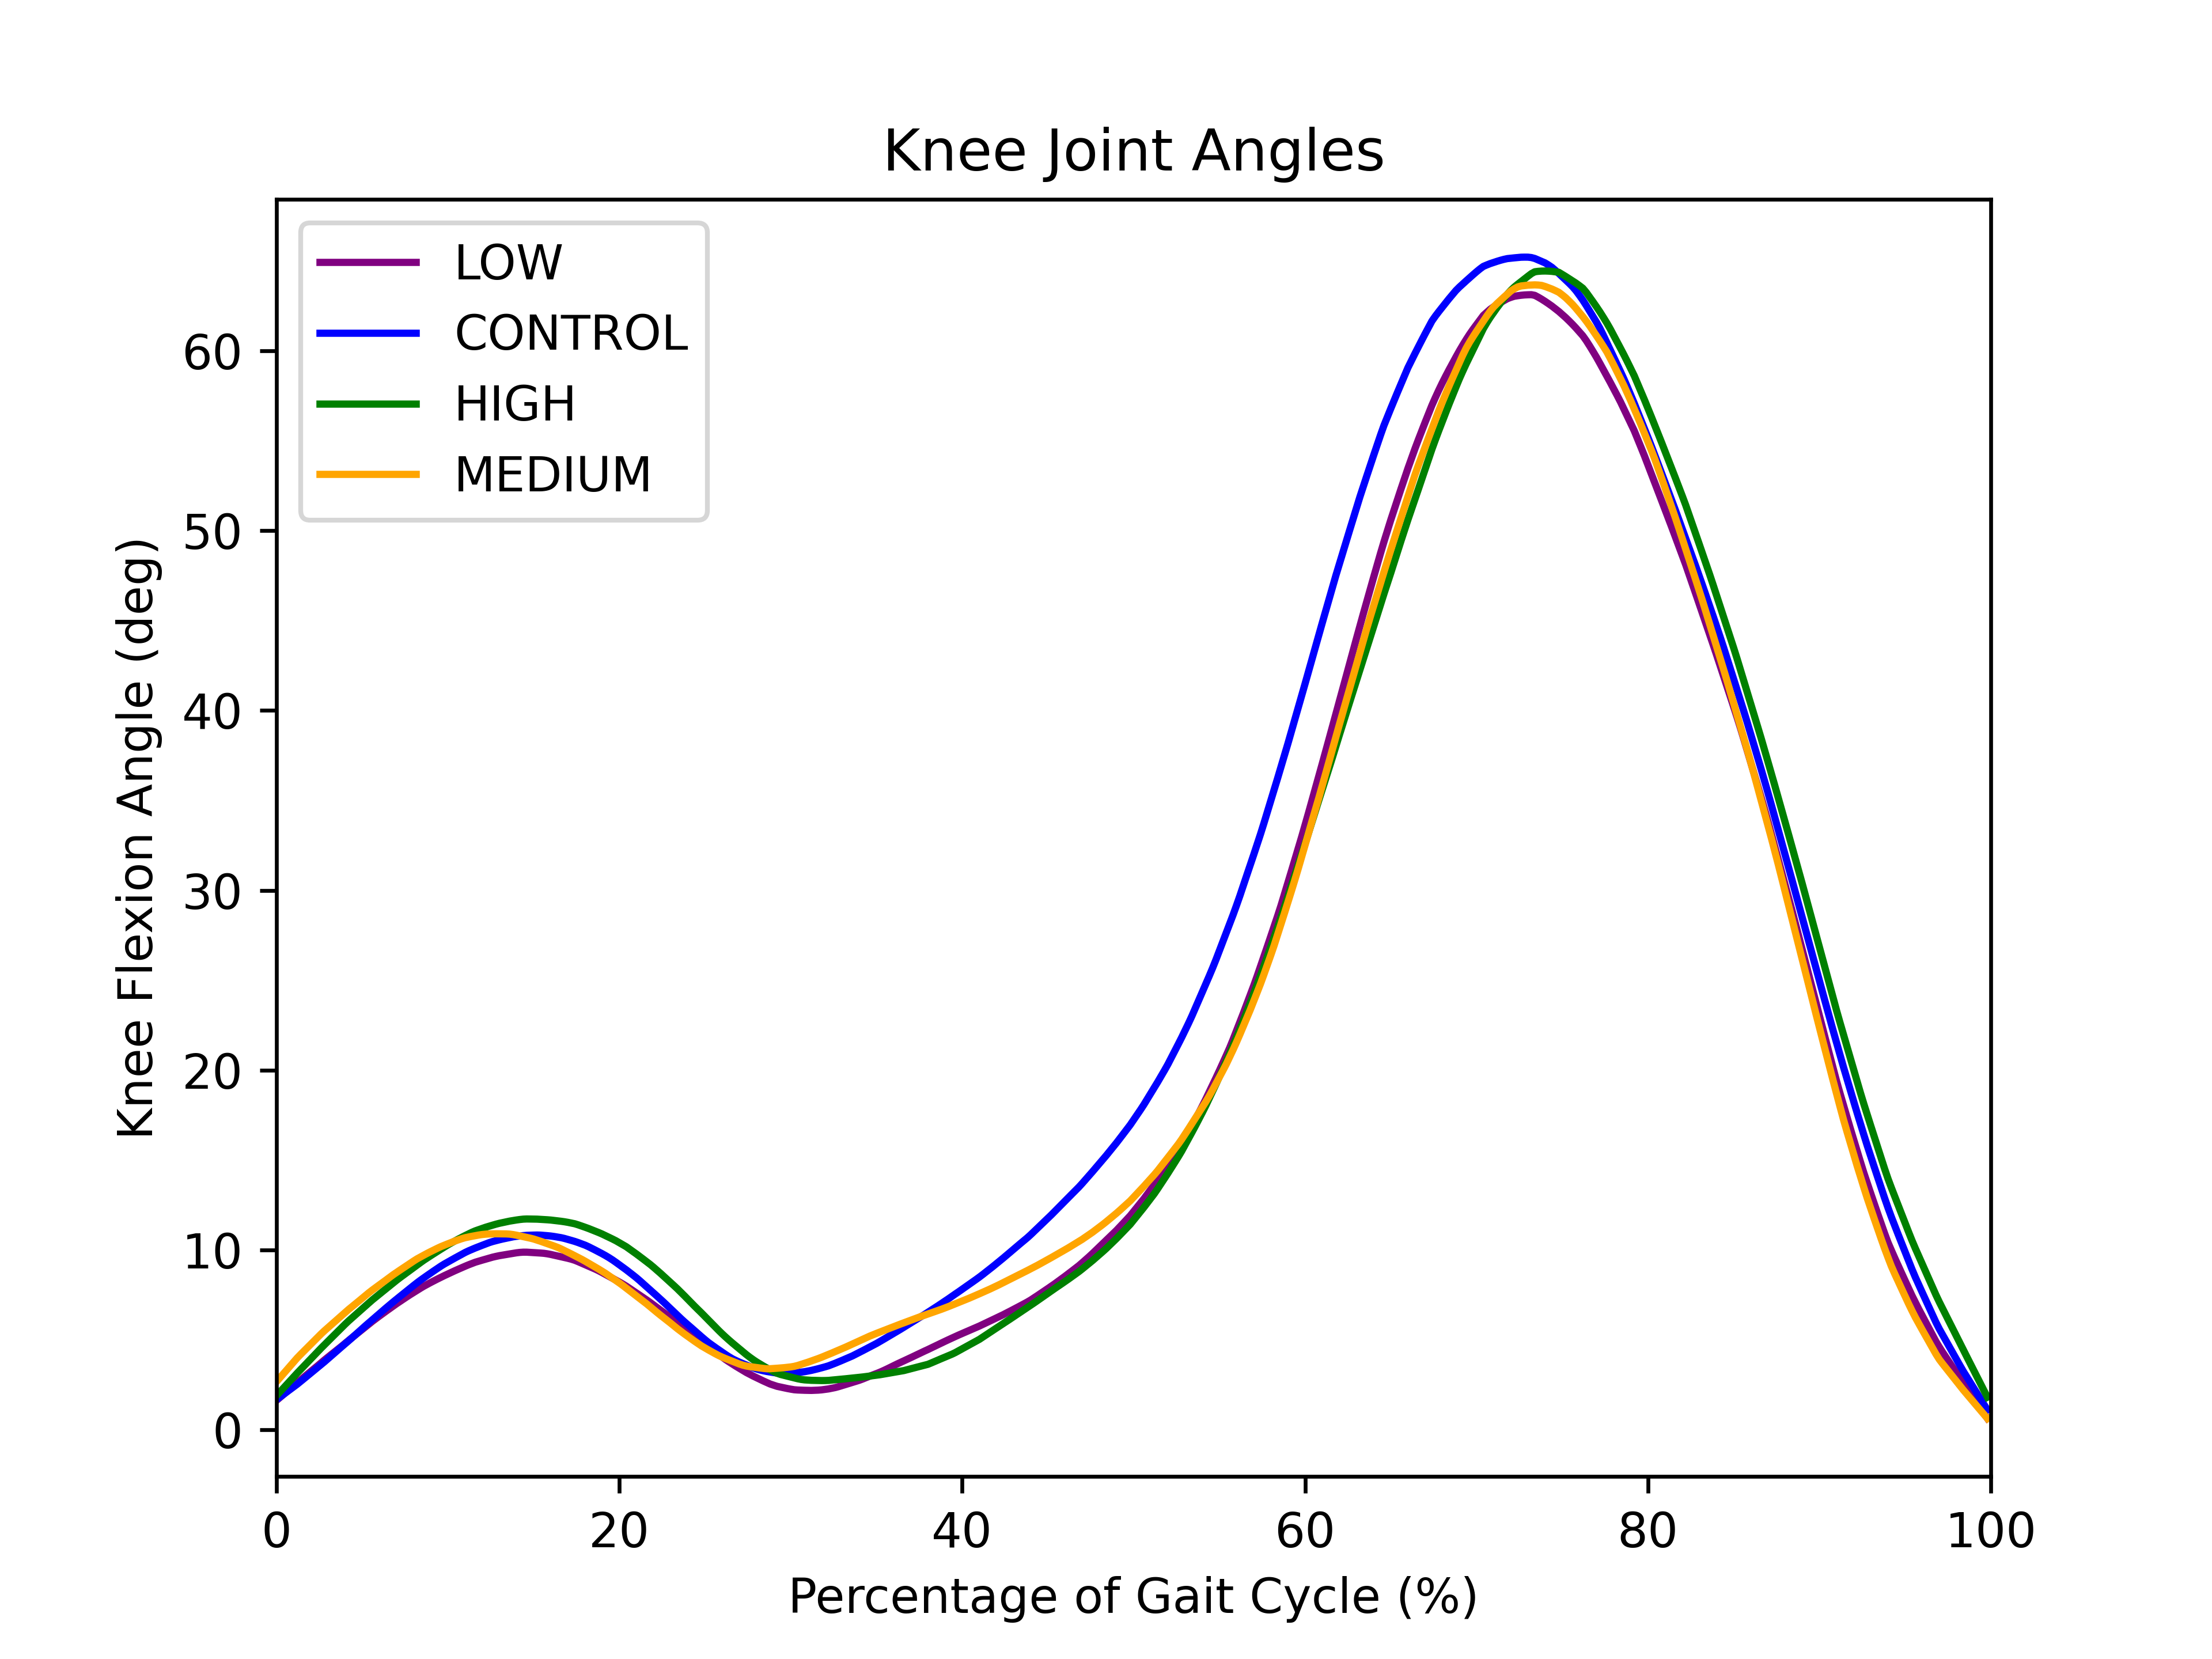 Knee Joint Angles
LOW
CONTROL
HIGH
MEDIUM
Knee Flexion Angle (deg)
60
50
40
30
20
10
0
0 20 40 60 80 100
Percentage of Gait Cycle (%)